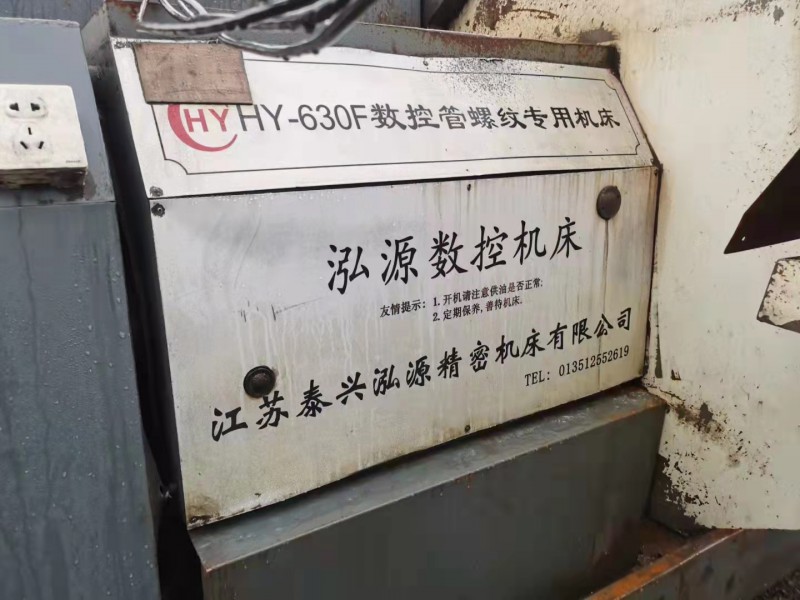 HY HY-630F数控管螺纹专用机床
泓源数控机床
友情提示: 1.开机请注意供油是否正常;
2.定期保养,善待机床.
江苏泰兴泓源精密机床有限公司
TEL: 013512552619